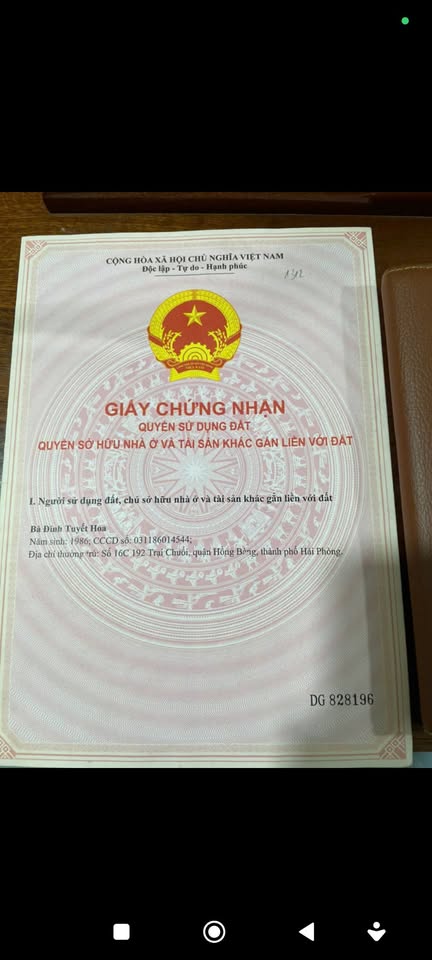 CỘNG HÒA XÃ HỘI CHỦ NGHĨA VIỆT NAM
Độc lập - Tự do - Hạnh phúc
GIẤY CHỨNG NHẬN
QUYỀN SỬ DỤNG ĐẤT
QUYỀN SỞ HỮU NHÀ Ở VÀ TÀI SẢN KHÁC GẮN LIỀN VỚI ĐẤT
I. Người sử dụng đất, chủ sở hữu nhà ở và tài sản khác gắn liền với đất
Bà Đinh Tuyết Hoa
Năm sinh: 1986; CCCD số: 031186014544;
Địa chỉ thường trú: Số 16C 192 Trại Chuối, quận Hồng Bàng, thành phố Hải Phòng.
DG 828196